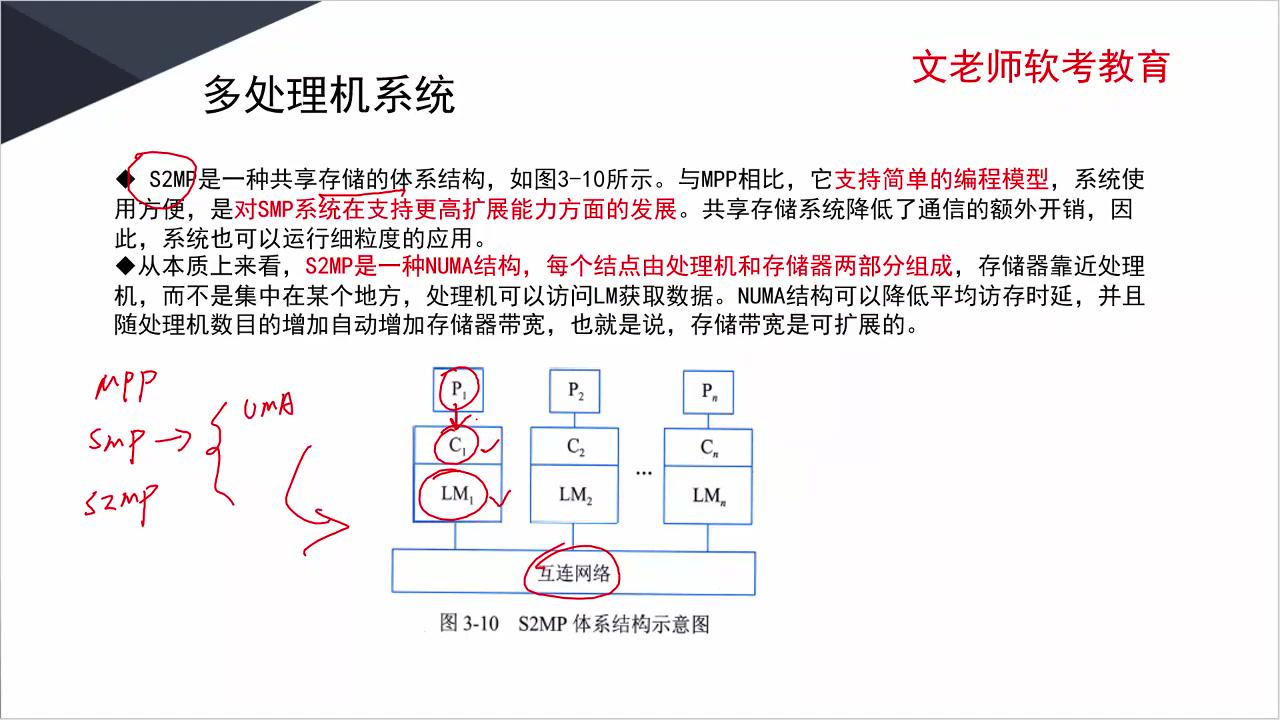 文老师软考教育
多处理机系统
◆ S2MP是一种共享存储的体系结构，如图3-10所示。与MPP相比，它支持简单的编程模型，系统使
用方便，是对SMP系统在支持更高扩展能力方面的发展。共享存储系统降低了通信的额外开销，因
此，系统也可以运行细粒度的应用。
◆从本质上来看，S2MP是一种NUMA结构，每个结点由处理机和存储器两部分组成，存储器靠近处理
机，而不是集中在某个地方，处理机可以访问LM获取数据。NUMA结构可以降低平均访存时延，并且
随处理机数目的增加自动增加存储器带宽，也就是说，存储带宽是可扩展的。
MPP
SMP
S2MP
UMA
P1 P2 Pn
C1 C2 Cn
...
LM1 LM2 LMn
互连网络
图 3-10 S2MP 体系结构示意图